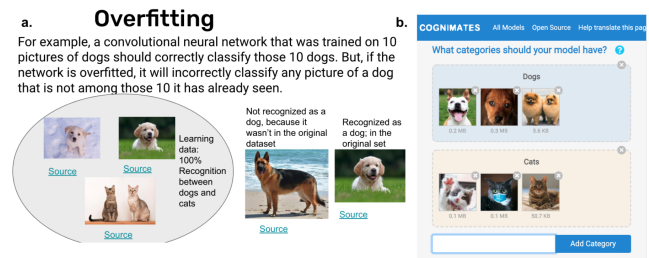 a.
Overfitting
For example, a convolutional neural network that was trained on 10
pictures of dogs should correctly classify those 10 dogs. But, if the
network is overfitted, it will incorrectly classify any picture of a dog
that is not among those 10 it has already seen.
Learning
data:
100%
Recognition
between
dogs and
cats
Source
Source
Source
Not recognized as a
dog, because it
wasn't in the original
dataset
Source
Recognized as
a dog; in the
original set
Source
b.
COGNIMATES All Models Open Source Help translate this pag
What categories should your model have? ?
Dogs
0.2 MB 0.3 MB 5.6 KB
Cats
0.1 MB 0.1 MB 50.7 KB
Add Category